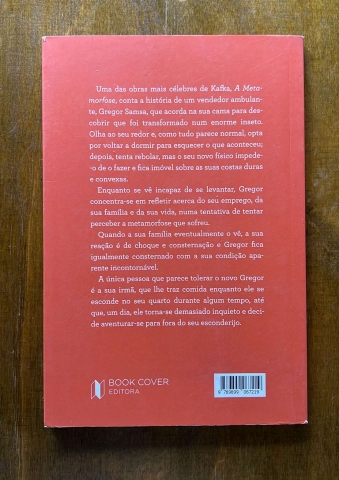 Uma das obras mais célebres de Kafka, A Meta-
morfose, conta a história de um vendedor ambulan-
te, Gregor Samsa, que acorda na sua cama para des-
cobrir que foi transformado num enorme inseto.
Olha ao seu redor e, como tudo parece normal, opta
por voltar a dormir para esquecer o que aconteceu;
depois, tenta rebolar, mas o seu novo físico impede-
-o de o fazer e fica imóvel sobre as suas costas duras
e convexas.
Enquanto se vê incapaz de se levantar, Gregor
concentra-se em refletir acerca do seu emprego, da
sua família e da sua vida, numa tentativa de tentar
perceber a metamorfose que sofreu.
Quando a sua família eventualmente o vê, a sua
reação é de choque e consternação e Gregor fica
igualmente consternado com a sua condição apa-
rente incontornável.
A única pessoa que parece tolerar o novo Gregor
é a sua irmã, que lhe traz comida enquanto ele se
esconde no seu quarto durante algum tempo, até
que, um dia, ele torna-se demasiado inquieto e deci-
de aventurar-se para fora do seu esconderijo.
BOOK COVER
EDITORA